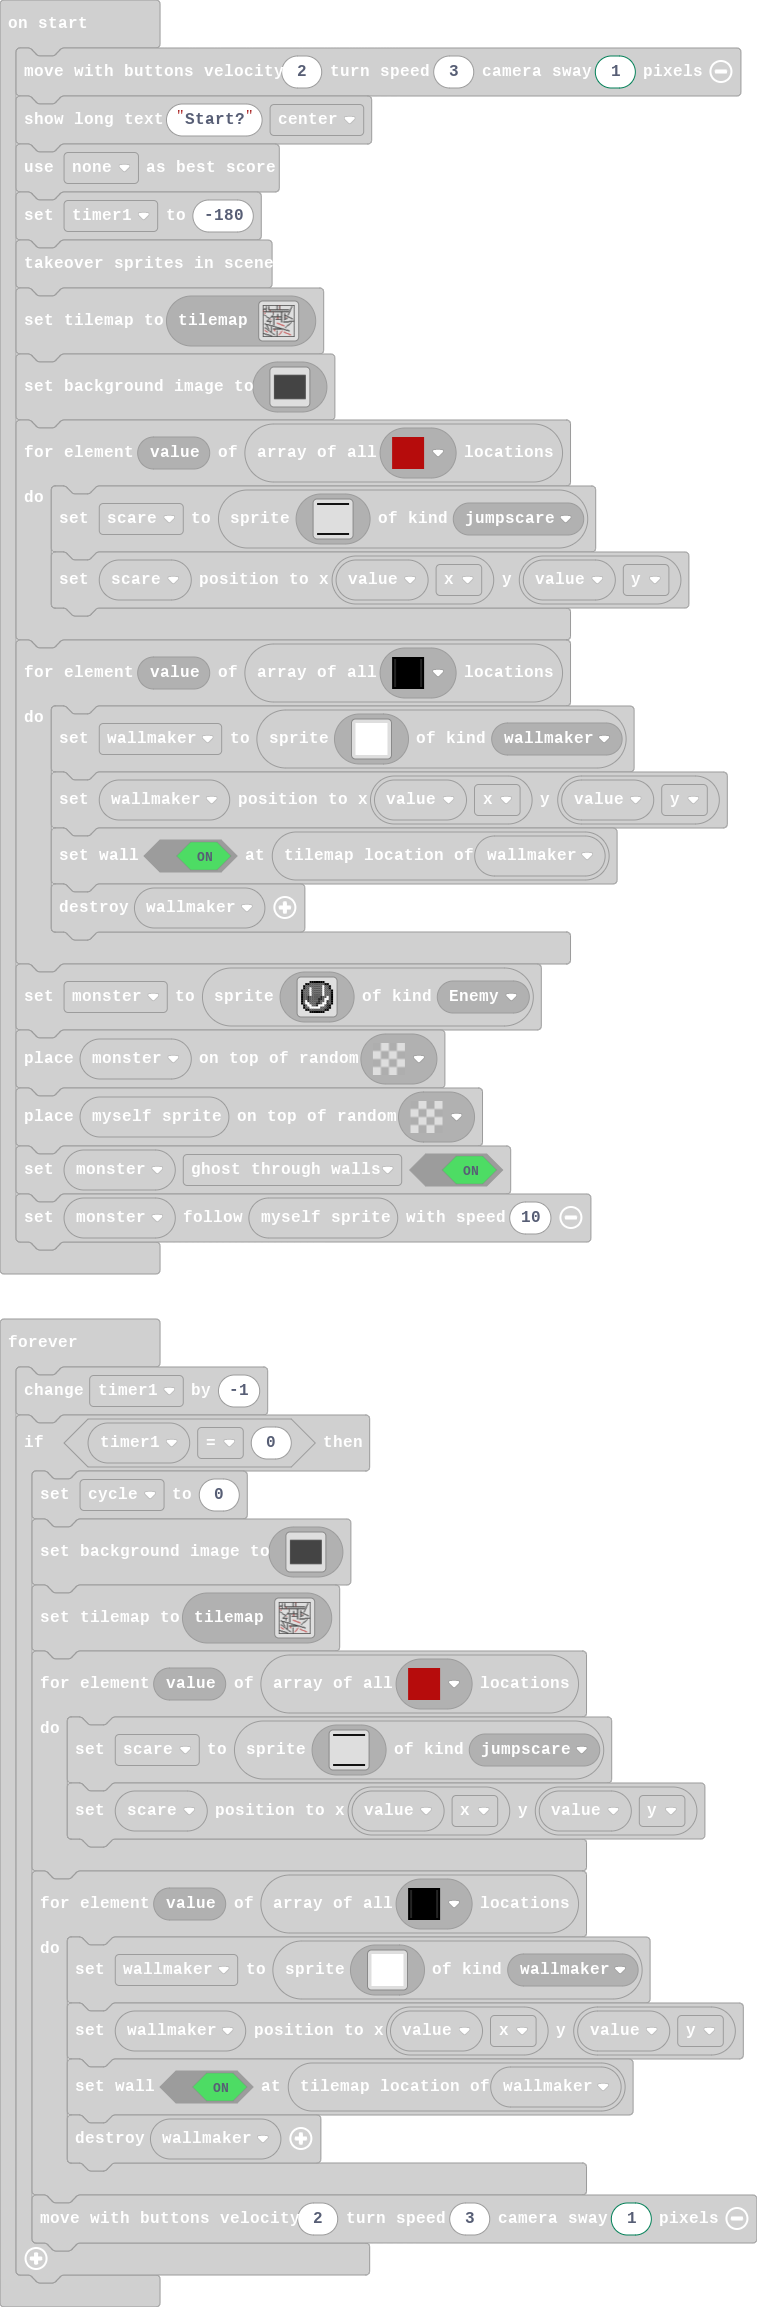 on start
move with buttons velocity 2 turn speed 3 camera sway 1 pixels
show long text "Start?" center
use none as best score
set timer1 to -180
takeover sprites in scene
set tilemap to tilemap
set background image to
for element value of array of all locations
do set scare to sprite of kind jumpscare
set scare position to x value x y value y
for element value of array of all locations
do set wallmaker to sprite of kind wallmaker
set wallmaker position to x value x y value y
set wall ON at tilemap location of wallmaker
destroy wallmaker
set monster to sprite of kind Enemy
place monster on top of random
place myself sprite on top of random
set monster ghost through walls ON
set monster follow myself sprite with speed 10
forever
change timer1 by -1
if timer1 = 0 then
set cycle to 0
set background image to
set tilemap to tilemap
for element value of array of all locations
do set scare to sprite of kind jumpscare
set scare position to x value x y value y
for element value of array of all locations
do set wallmaker to sprite of kind wallmaker
set wallmaker position to x value x y value y
set wall ON at tilemap location of wallmaker
destroy wallmaker
move with buttons velocity 2 turn speed 3 camera sway 1 pixels